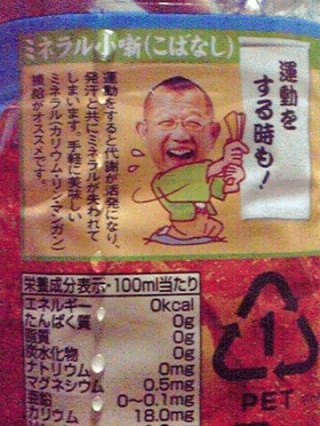 ミネラル小噺(こばなし)
運動を
する時も!
運動をすると代謝が活発になり、
発汗と共にミネラルが失われて
しまいます。手軽に美味しい
ミネラル(カリウム・リン・マンガン)
補給がオススメです。
栄養成分表示・100ml当たり
エネルギー 0kcal
たんぱく質 0g
脂質 0g
炭水化物 0g
ナトリウム 0mg
マグネシウム 0.5mg
亜鉛 0〜0.1mg
カリウム 18.0mg
1
PET